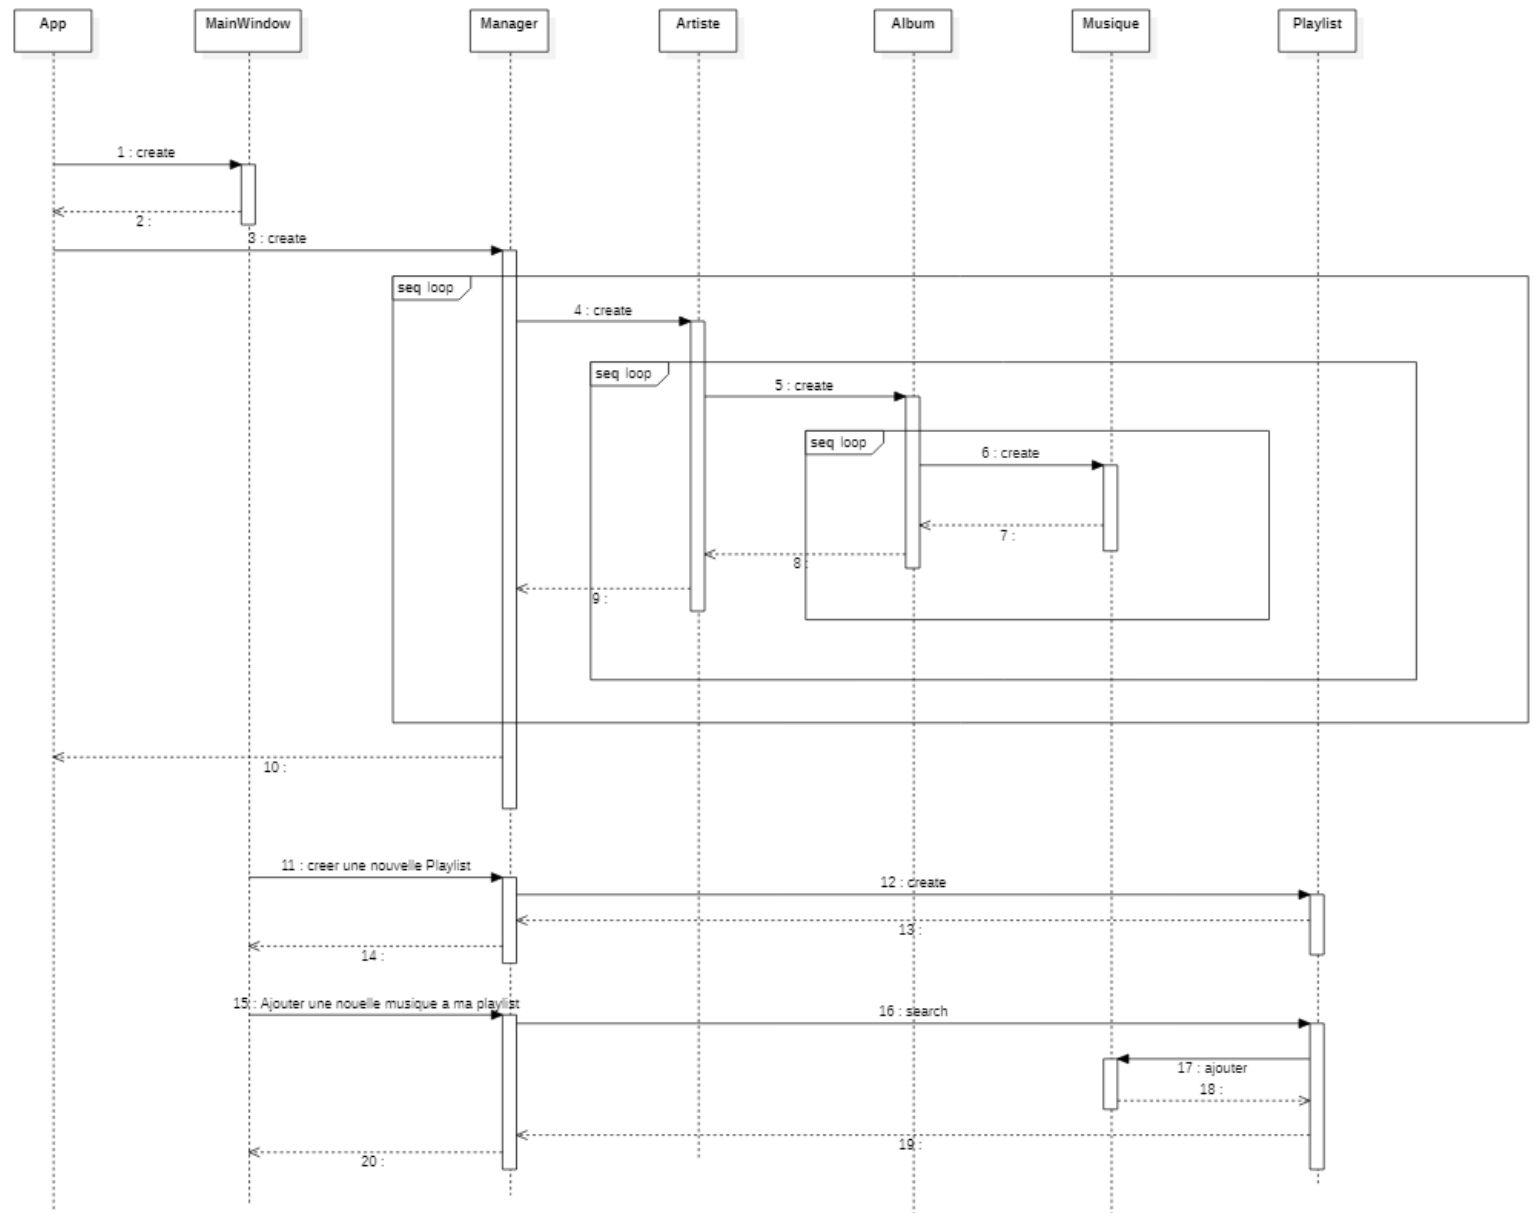 App
MainWindow
Manager
Artiste
Album
Musique
Playlist
1 : create
2 :
3 : create
seq loop
4 : create
seq loop
5 : create
seq loop
6 : create
7 :
8 :
9 :
10 :
11 : creer une nouvelle Playlist
12 : create
13 :
14 :
15 : Ajouter une nouelle musique a ma playlist
16 : search
17 : ajouter
18 :
19 :
20 :